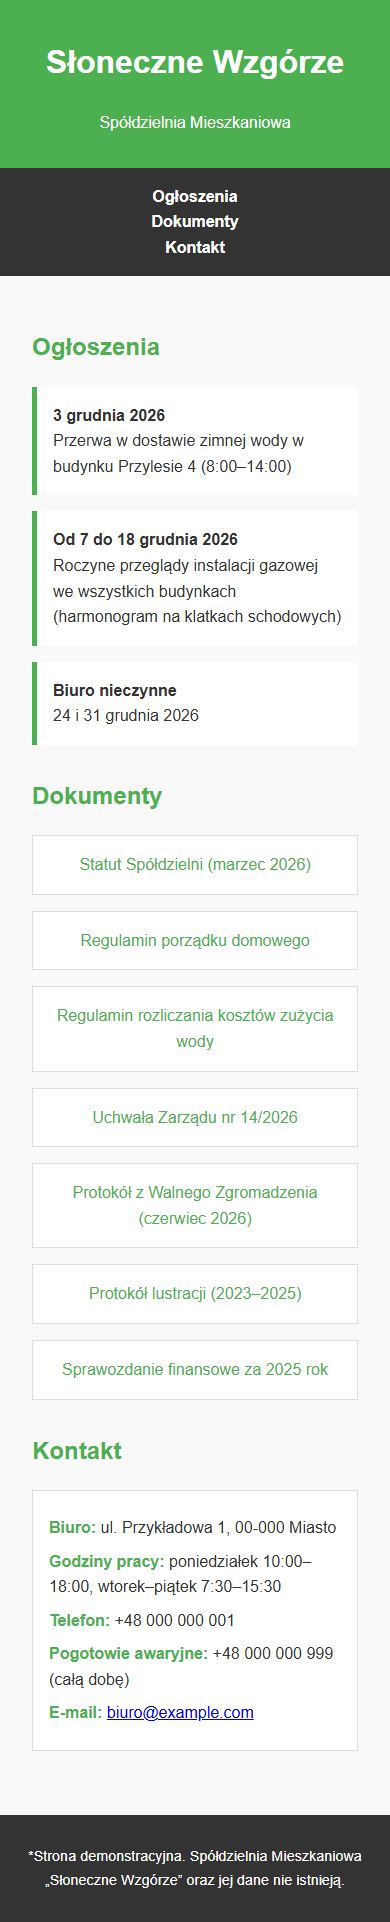 Słoneczne Wzgórze
Spółdzielnia Mieszkaniowa
Ogłoszenia
Dokumenty
Kontakt
Ogłoszenia
3 grudnia 2026
Przerwa w dostawie zimnej wody w
budynku Przylesie 4 (8:00–14:00)
Od 7 do 18 grudnia 2026
Roczyne przeglądy instalacji gazowej
we wszystkich budynkach
(harmonogram na klatkach schodowych)
Biuro nieczynne
24 i 31 grudnia 2026
Dokumenty
Statut Spółdzielni (marzec 2026)
Regulamin porządku domowego
Regulamin rozliczania kosztów zużycia
wody
Uchwała Zarządu nr 14/2026
Protokół z Walnego Zgromadzenia
(czerwiec 2026)
Protokół lustracji (2023–2025)
Sprawozdanie finansowe za 2025 rok
Kontakt
Biuro: ul. Przykładowa 1, 00-000 Miasto
Godziny pracy: poniedziałek 10:00–
18:00, wtorek–piątek 7:30–15:30
Telefon: +48 000 000 001
Pogotowie awaryjne: +48 000 000 999
(całą dobę)
E-mail: biuro@example.com
*Strona demonstracyjna. Spółdzielnia Mieszkaniowa
„Słoneczne Wzgórze” oraz jej dane nie istnieją.